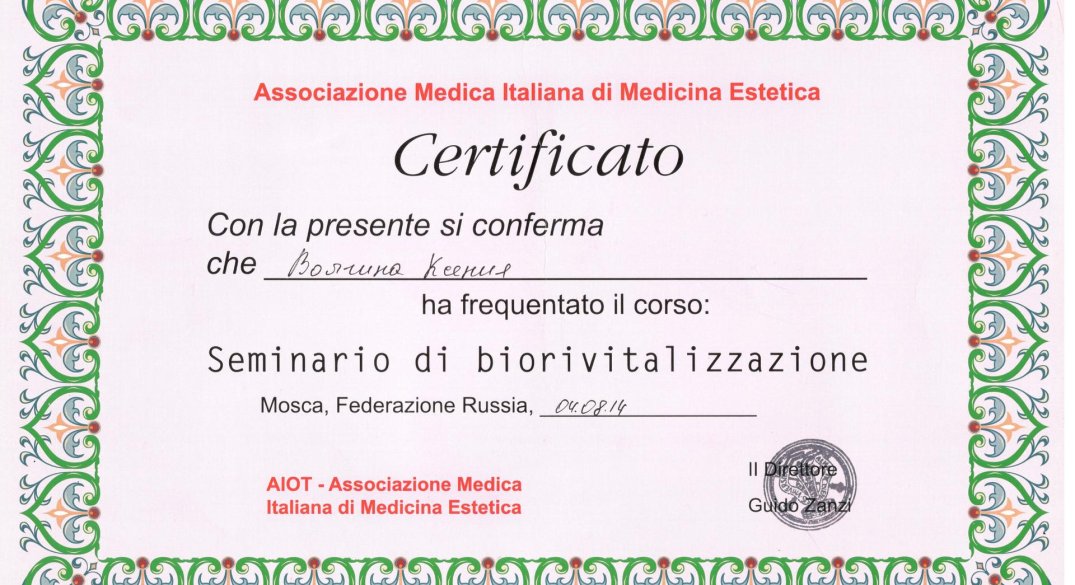 Associazione Medica Italiana di Medicina Estetica
Certificato
Con la presente si conferma
che Ксения
ha frequentato il corso:
Seminario di biorivitalizzazione
Mosca, Federazione Russia, 04.08.14
AIOT - Associazione Medica
Italiana di Medicina Estetica
Il Direttore
Guido Zanzi